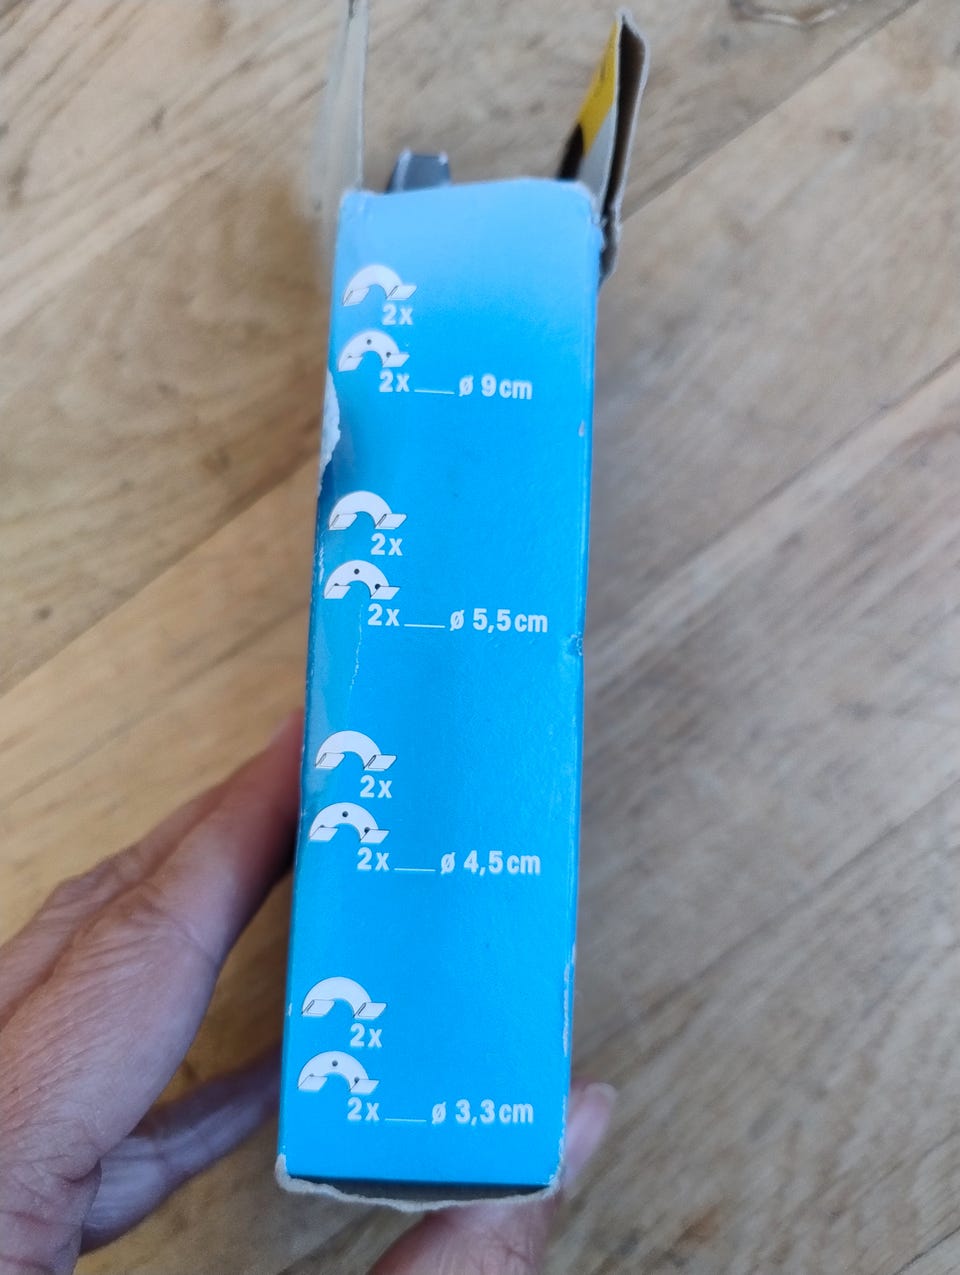 2x
2x ø 9cm
2x
2x ø 5,5cm
2x
2x ø 4,5cm
2x
2x ø 3,3cm